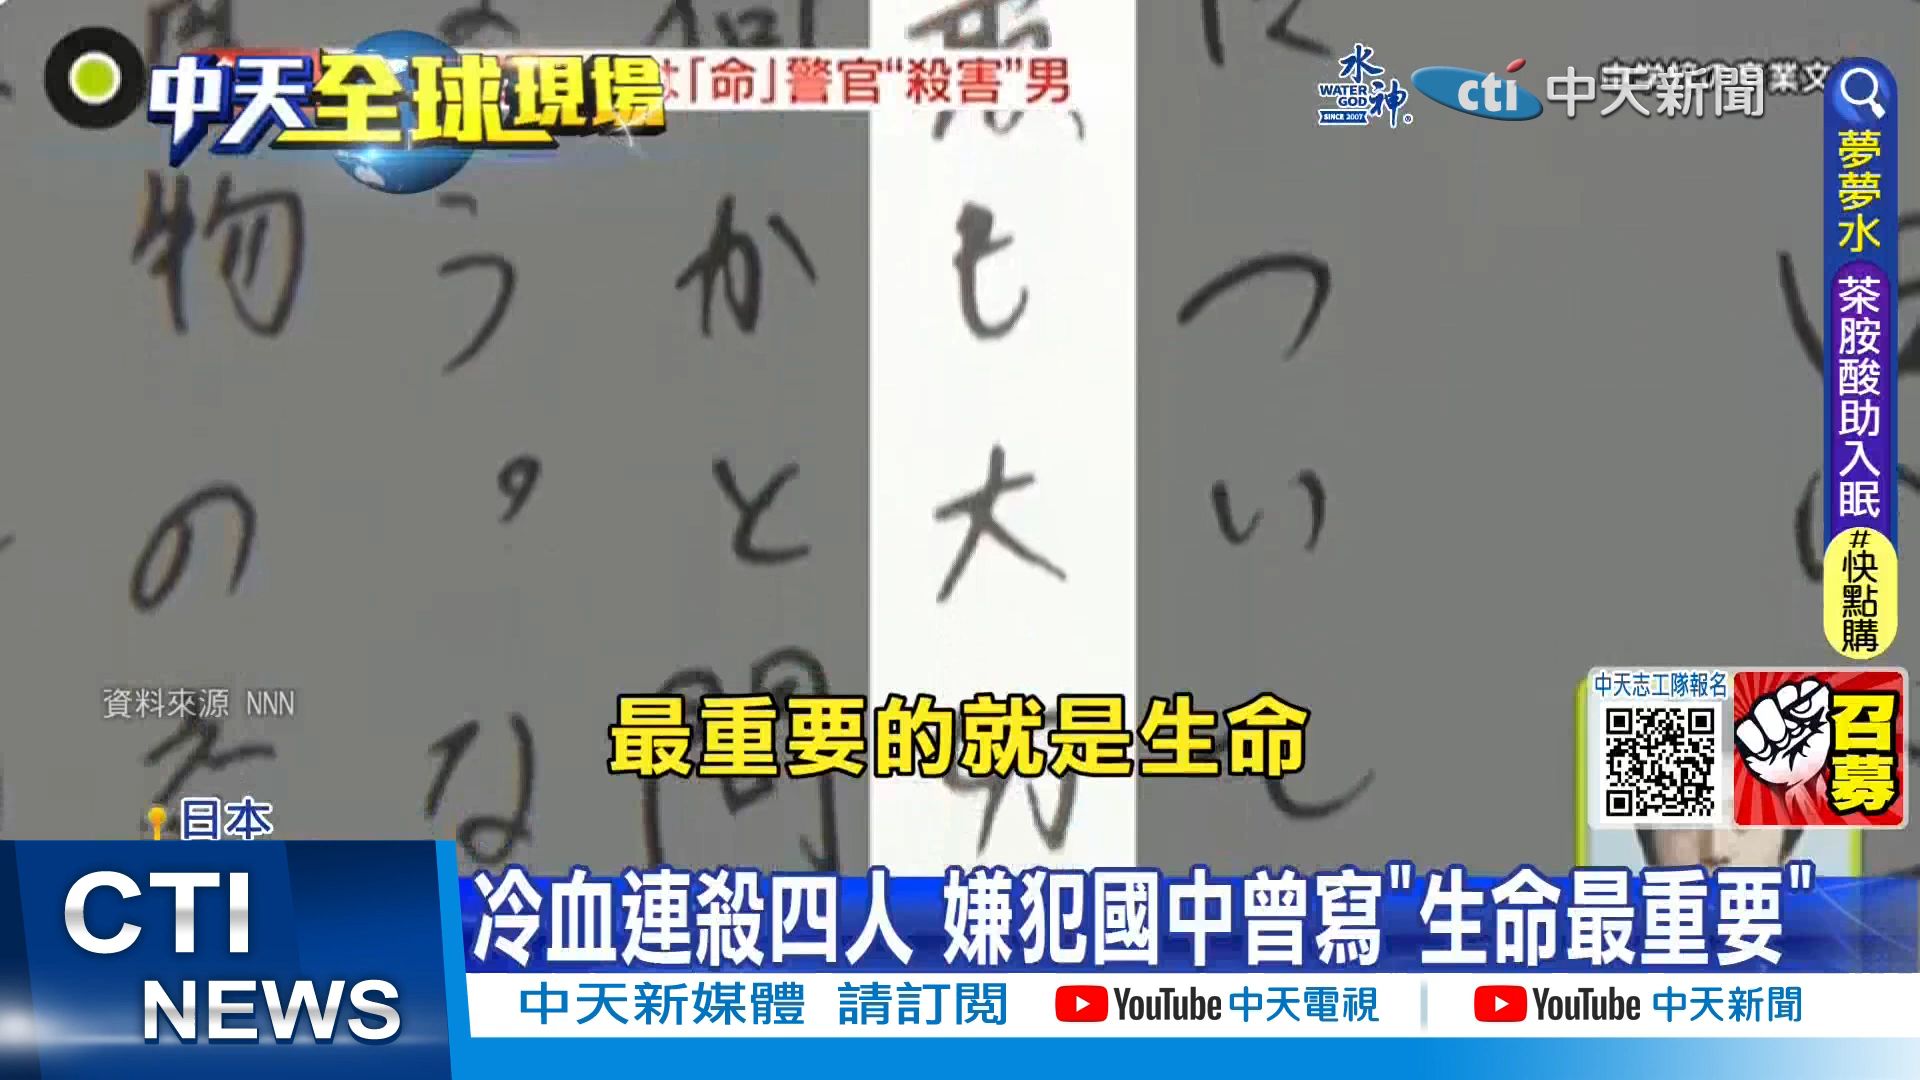 中天全球現場
「命」警官“殺害”男
水神
WATER GOD
SINCE 2007
cti 中天新聞
夢夢水
茶胺酸助入眠
#快點購
につい
も大切
かと問
う,な
物のそ
資料來源 NNN
最重要的就是生命
中天志工隊報名
召募
日本
CTI NEWS
冷血連殺四人 嫌犯國中曾寫"生命最重要"
中天新媒體 請訂閱 YouTube 中天電視 | YouTube 中天新聞